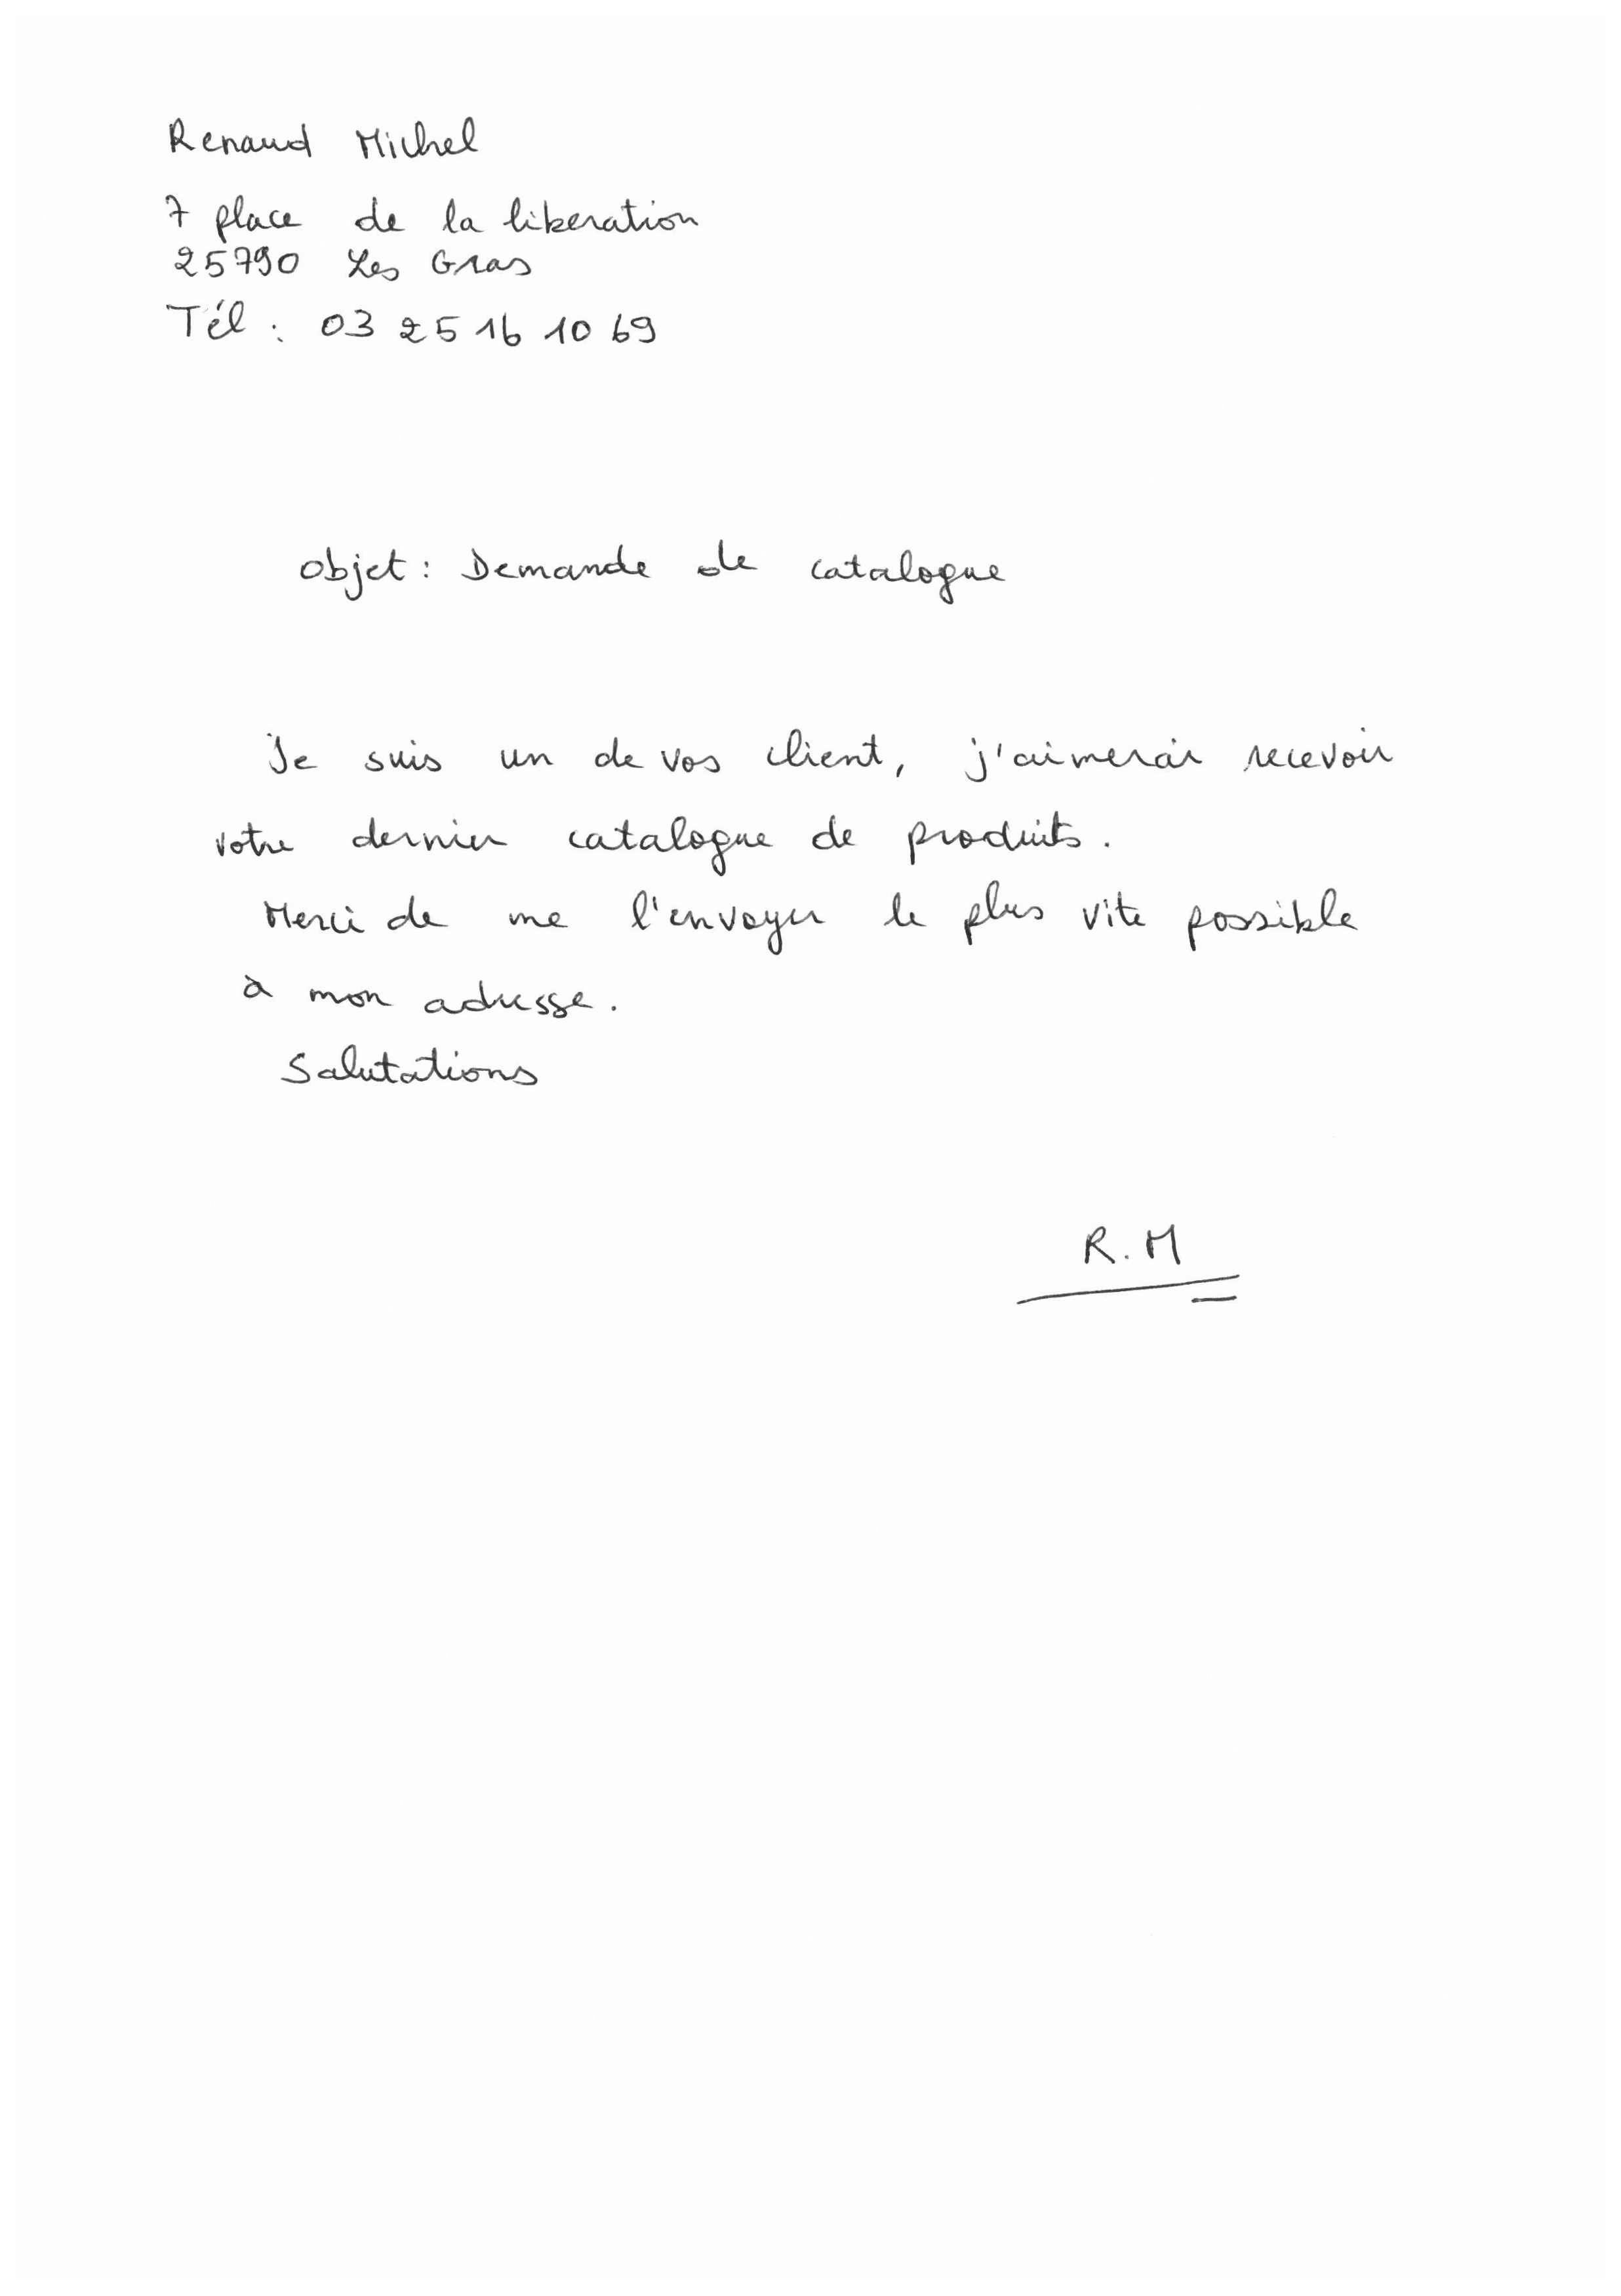 Renaud Michel
7 place de la liberation
25790 Les Gras
Tél : 03 25 16 10 69
Objet : Demande de catalogue
Je suis un de vos client, j'aimerais recevoir
votre dernier catalogue de produits.
Merci de me l'envoyer le plus vite possible
à mon adresse.
Salutations
R.M